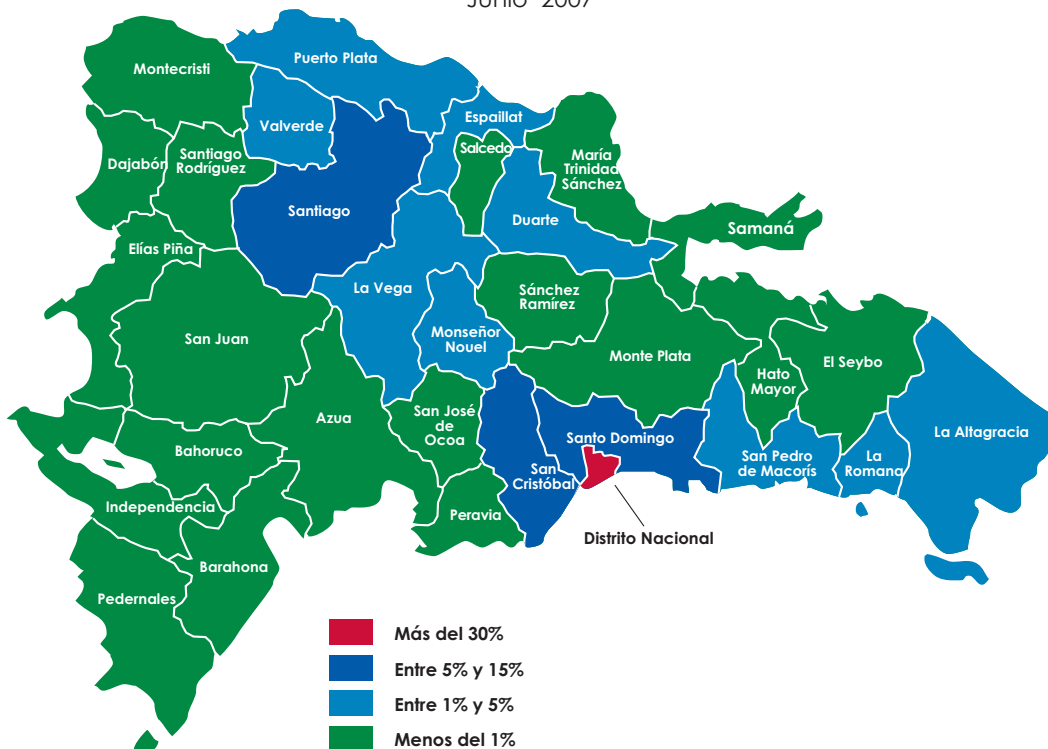 Junio 2007
Puerto Plata
Montecristi
Espaillat
Valverde
Salcedo
Santiago
Rodríguez
Dajabón
María
Trinidad
Sánchez
Santiago
Duarte
Samaná
Elías Piña
La Vega
Sánchez
Ramírez
San Juan
Monseñor
Nouel
Monte Plata
El Seybo
Hato
Mayor
Azua
San José
de
Ocoa
Santo Domingo
La Altagracia
Bahoruco
San Pedro
de Macorís
La
Romana
San
Cristóbal
Independencia
Peravia
Distrito Nacional
Barahona
Pedernales
Más del 30%
Entre 5% y 15%
Entre 1% y 5%
Menos del 1%